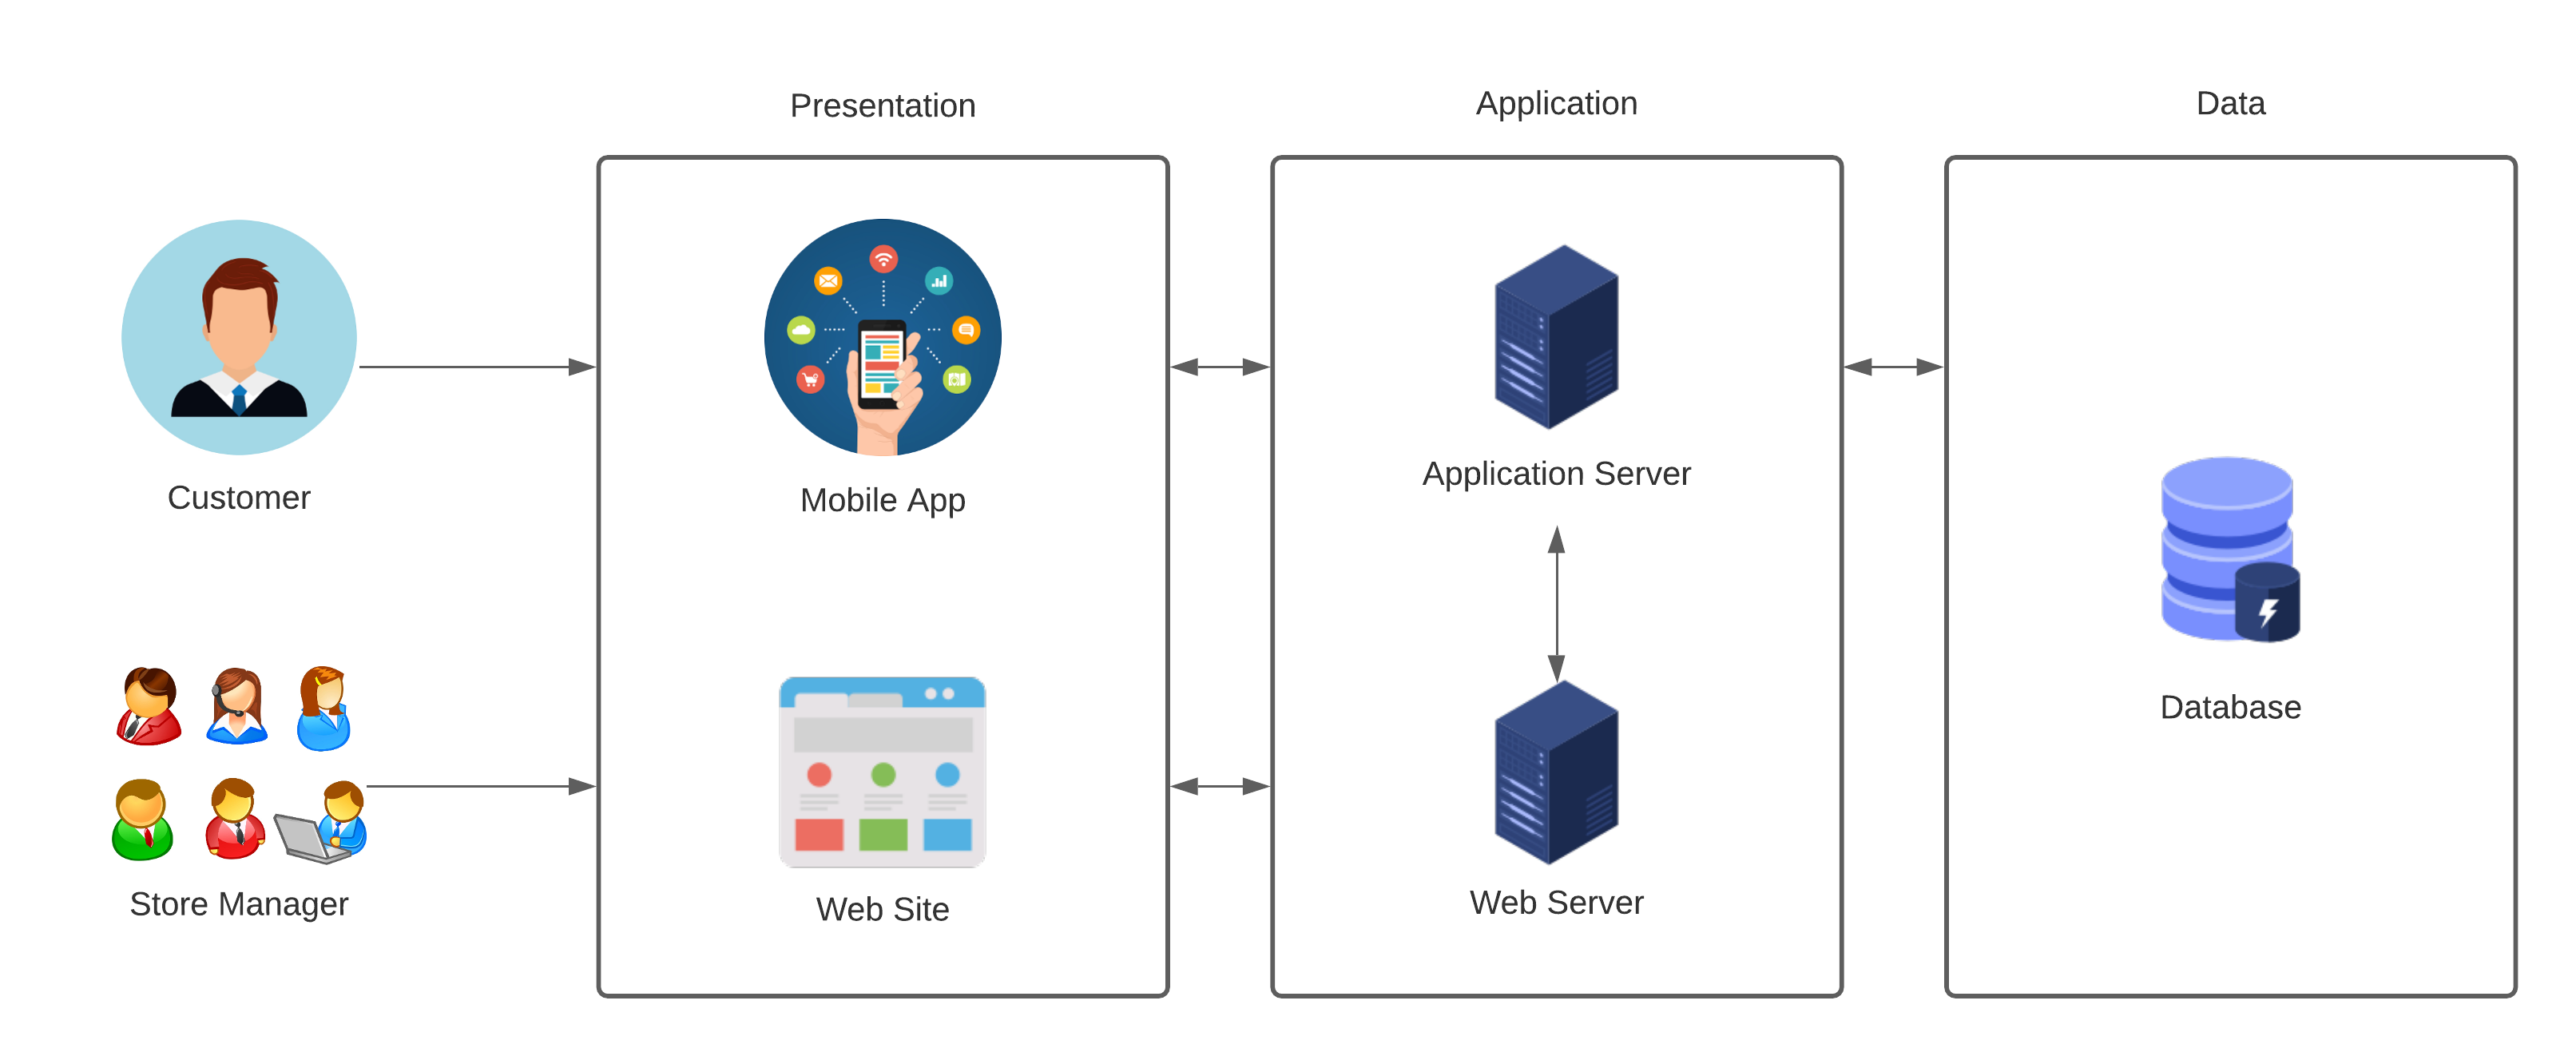 Presentation
Application
Data
Customer
Mobile App
Application Server
Database
Store Manager
Web Site
Web Server